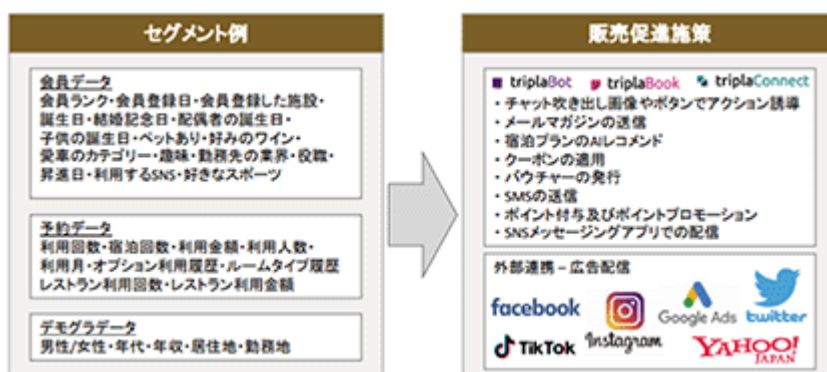 セグメント例
会員データ
会員ランク・会員登録日・会員登録した施設・
誕生日・結婚記念日・配偶者の誕生日・
子供の誕生日・ペットあり・好みのワイン・
愛車のカテゴリー・趣味・勤務先の業界・役職・
昇進日・利用するSNS・好きなスポーツ
予約データ
利用回数・宿泊回数・利用金額・利用人数・
利用月・オプション利用履歴・ルームタイプ履歴
レストラン利用回数・レストラン利用金額
デモグラデータ
男性/女性・年代・年収・居住地・勤務地
販売促進施策
triplaBot triplaBook triplaConnect
・チャット吹き出し画像やボタンでアクション誘導
・メールマガジンの送信
・宿泊プランのAIレコメンド
・クーポンの適用
・バウチャーの発行
・SMSの送信
・ポイント付与及びポイントプロモーション
・SNSメッセージングアプリでの配信
外部連携 – 広告配信
facebook
Instagram
Google Ads
twitter
TikTok
YAHOO!
JAPAN